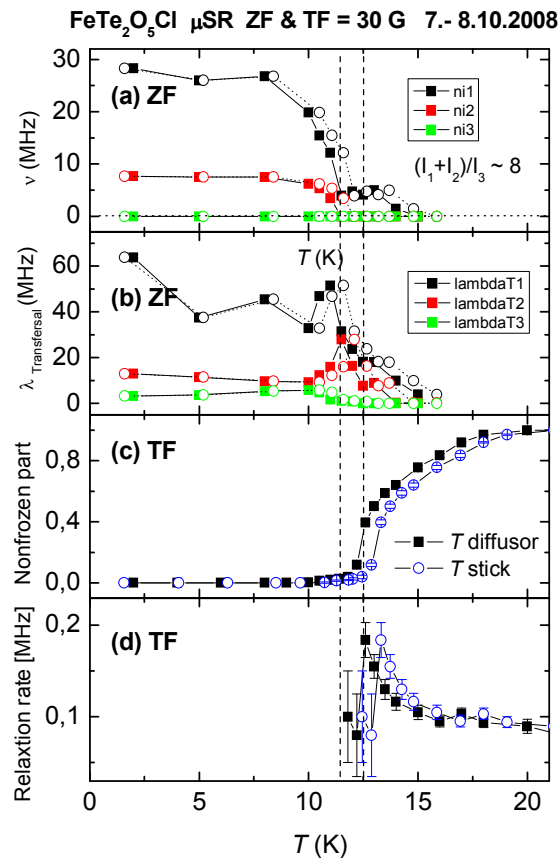 FeTe₂O₅Cl μSR ZF & TF = 30 G 7.- 8.10.2008
30
20
10
0
ν (MHz)
(a) ZF
ni1
ni2
ni3
(I₁+I₂)/I₃ ~ 8
T (K)
60
40
20
0
λ Transfersal (MHz)
(b) ZF
lambdaT1
lambdaT2
lambdaT3
0,8
0,4
0,0
Nonfrozen part
(c) TF
T diffusor
T stick
0,2
0,1
Relaxtion rate [MHz]
(d) TF
0 5 10 15 20
T (K)